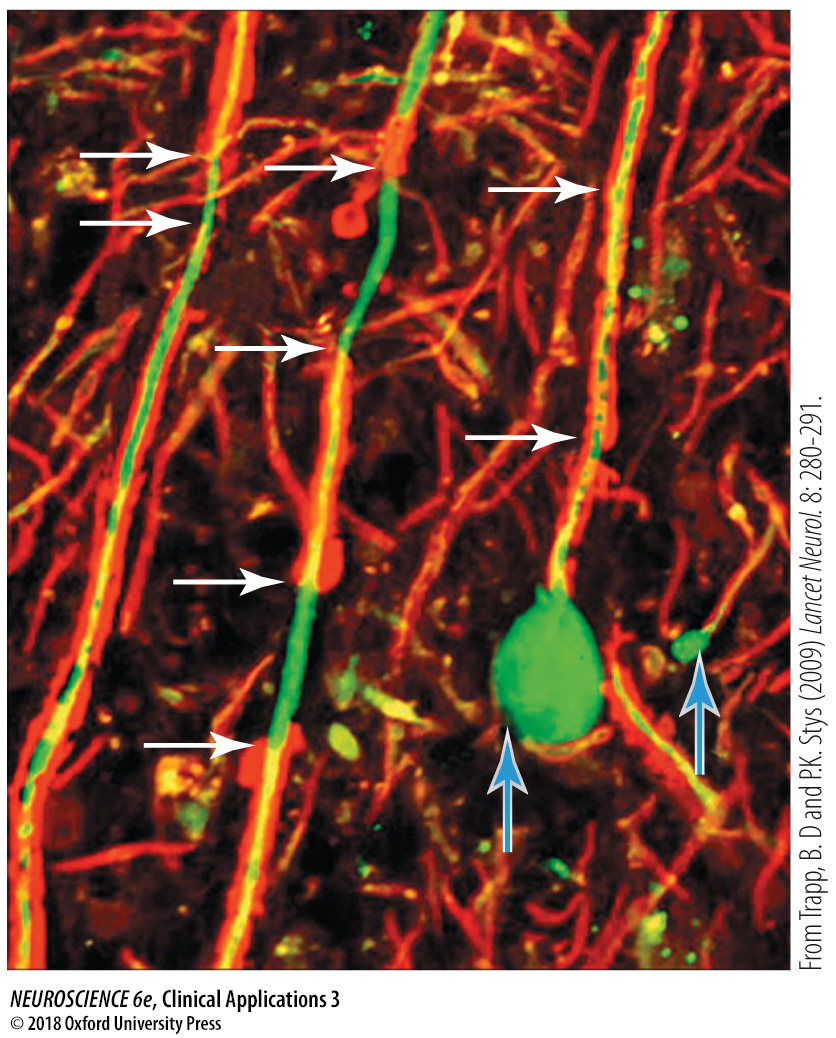 From Trapp, B. D and P.K. Stys (2009) Lancet Neurol. 8: 280–291.
NEUROSCIENCE 6e, Clinical Applications 3
© 2018 Oxford University Press